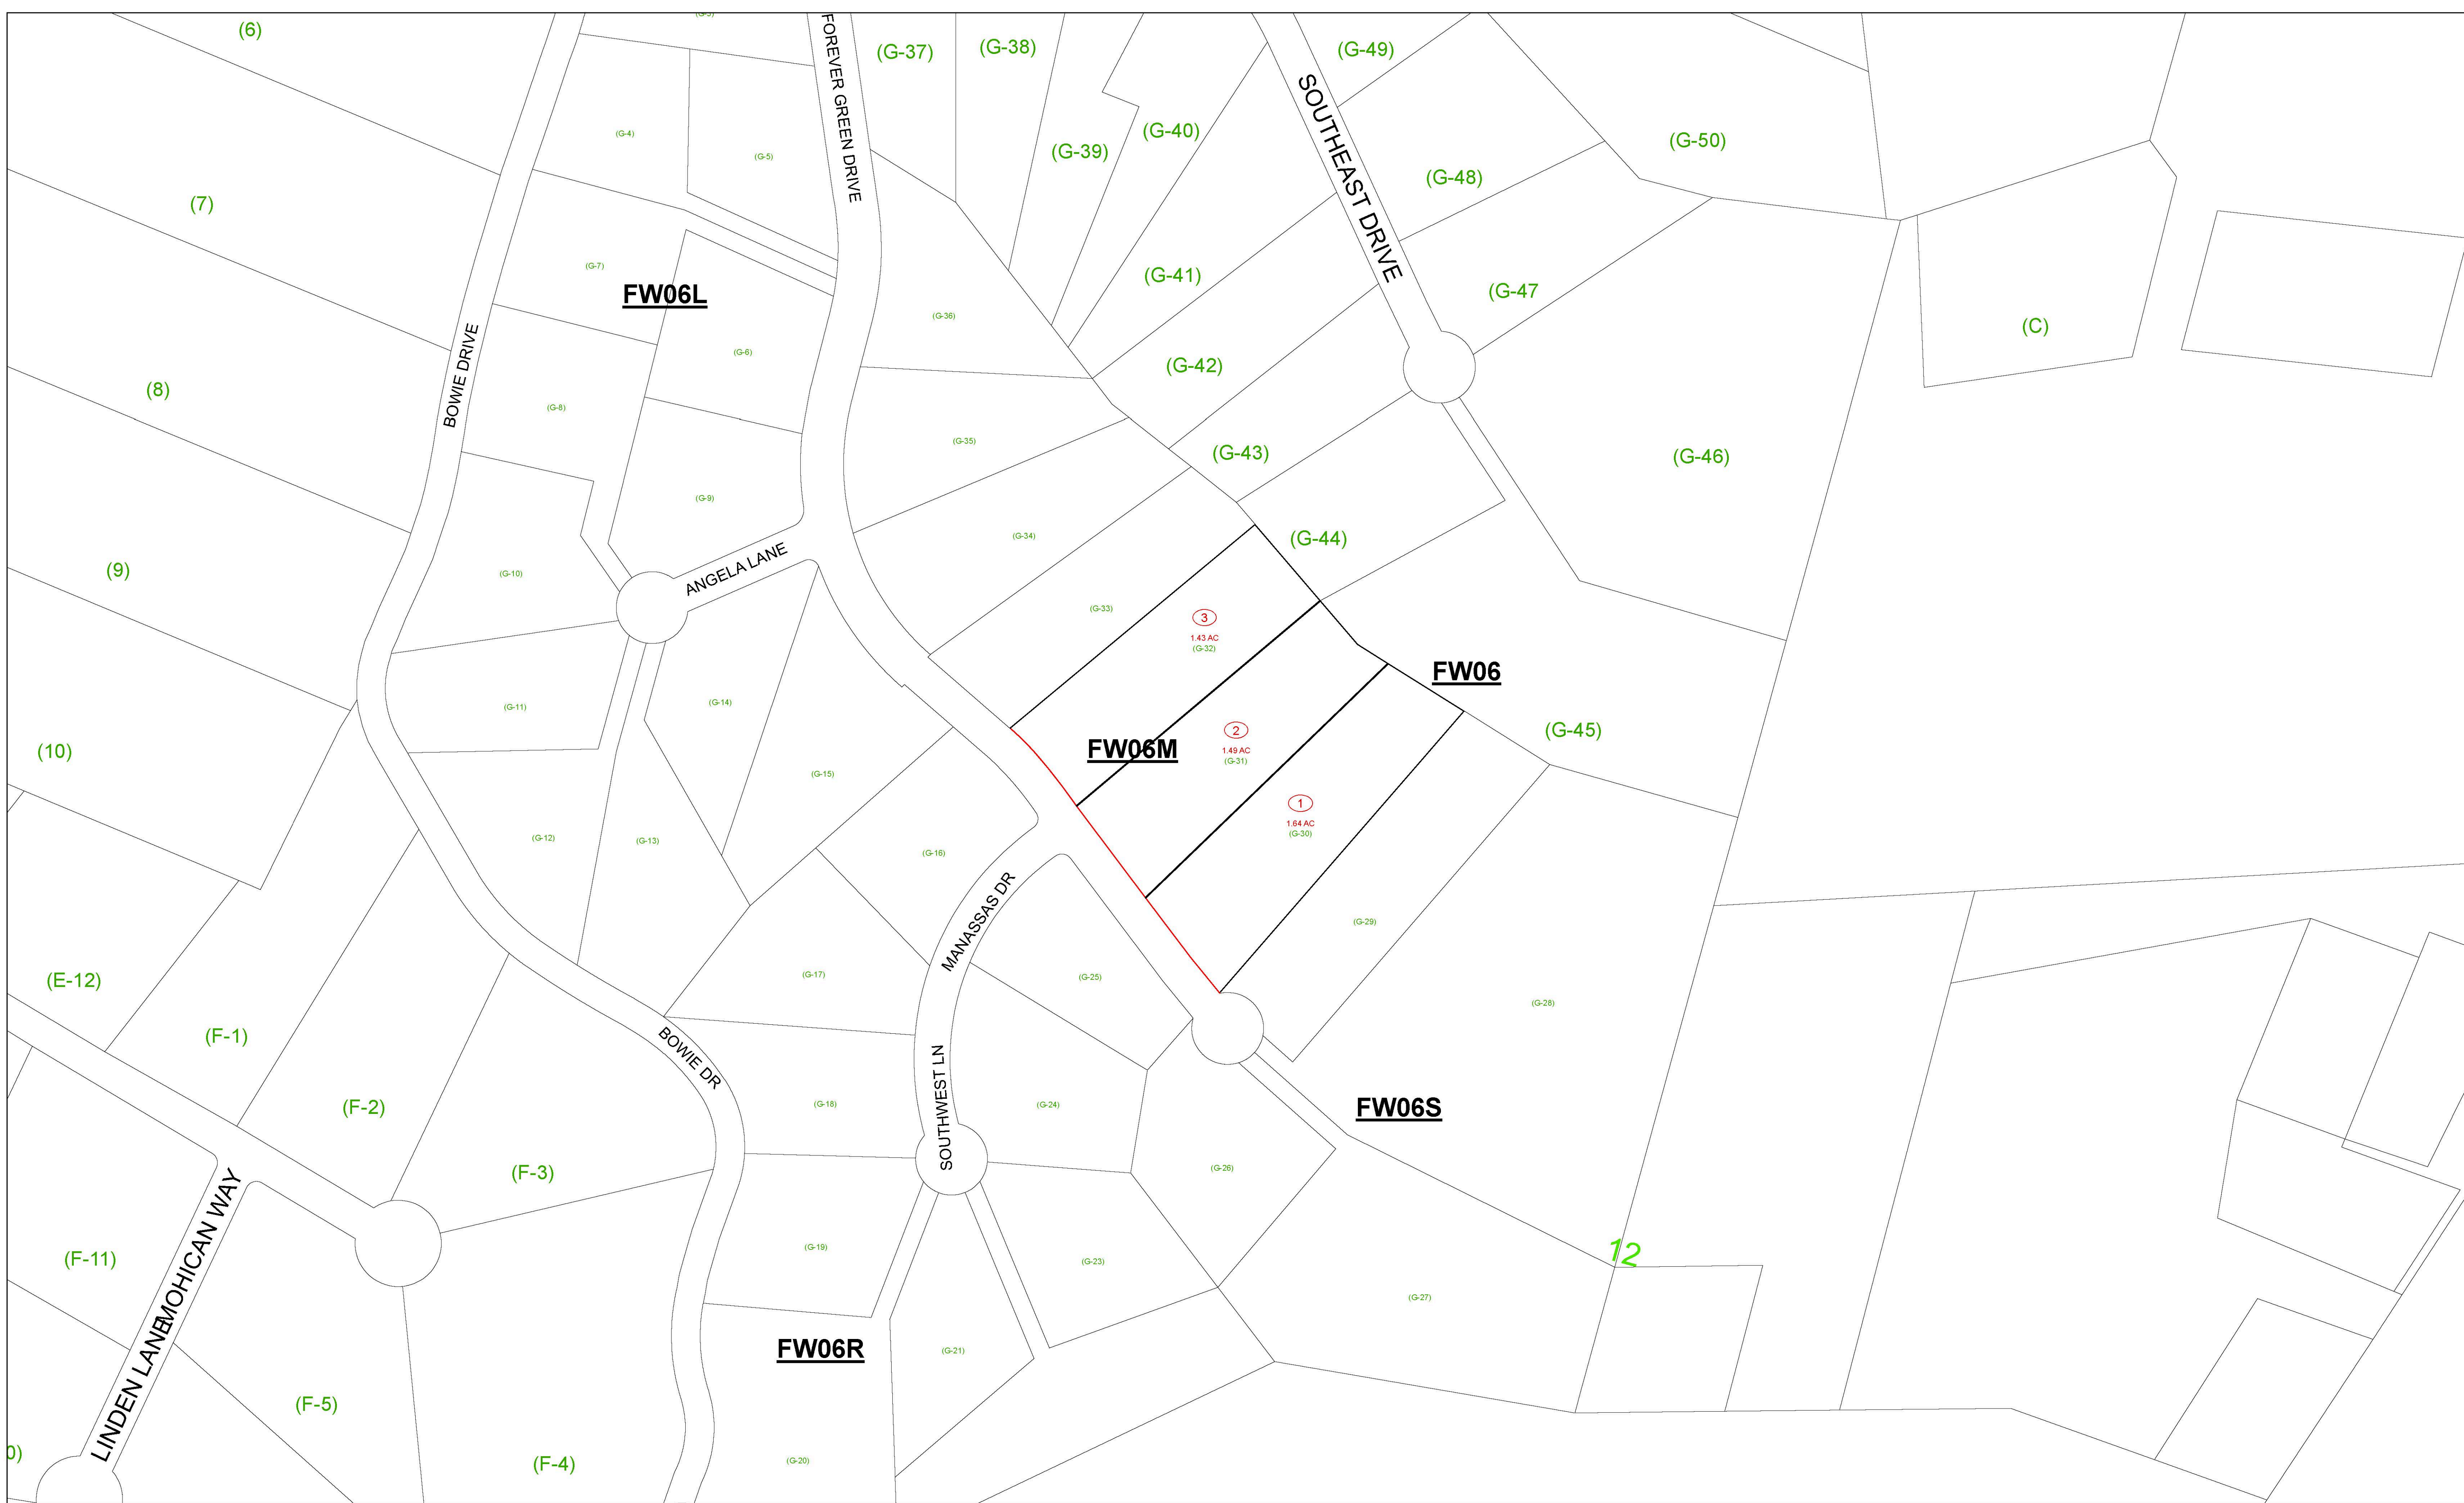 (6)
(G-3)
FOREVER GREEN DRIVE
(G-37)
(G-38)
(G-49)
SOUTHEAST DRIVE
(G-4)
(G-5)
(G-39)
(G-40)
(G-50)
(G-48)
(7)
(G-7)
FW06L
(G-41)
(G-47
(C)
(G-36)
(G-6)
(G-42)
BOWIE DRIVE
(8)
(G-8)
(G-35)
(G-43)
(G-46)
(G-9)
(G-34)
(G-44)
(9)
(G-10)
ANGELA LANE
(G-33)
3
1.43 AC
(G-32)
FW06
(G-11)
(G-14)
(10)
FW06M
2
1.49 AC
(G-31)
(G-45)
(G-15)
1
1.64 AC
(G-30)
(G-12)
(G-13)
(G-16)
MANASSAS DR
(G-29)
(E-12)
(G-17)
(G-25)
(G-28)
(F-1)
BOWIE DR
SOUTHWEST LN
(F-2)
(G-18)
(G-24)
FW06S
(F-3)
(G-26)
MOHICAN WAY
(F-11)
(G-19)
(G-23)
12
(G-27)
LINDEN LANE
FW06R
(G-21)
(F-5)
0)
(F-4)
(G-20)